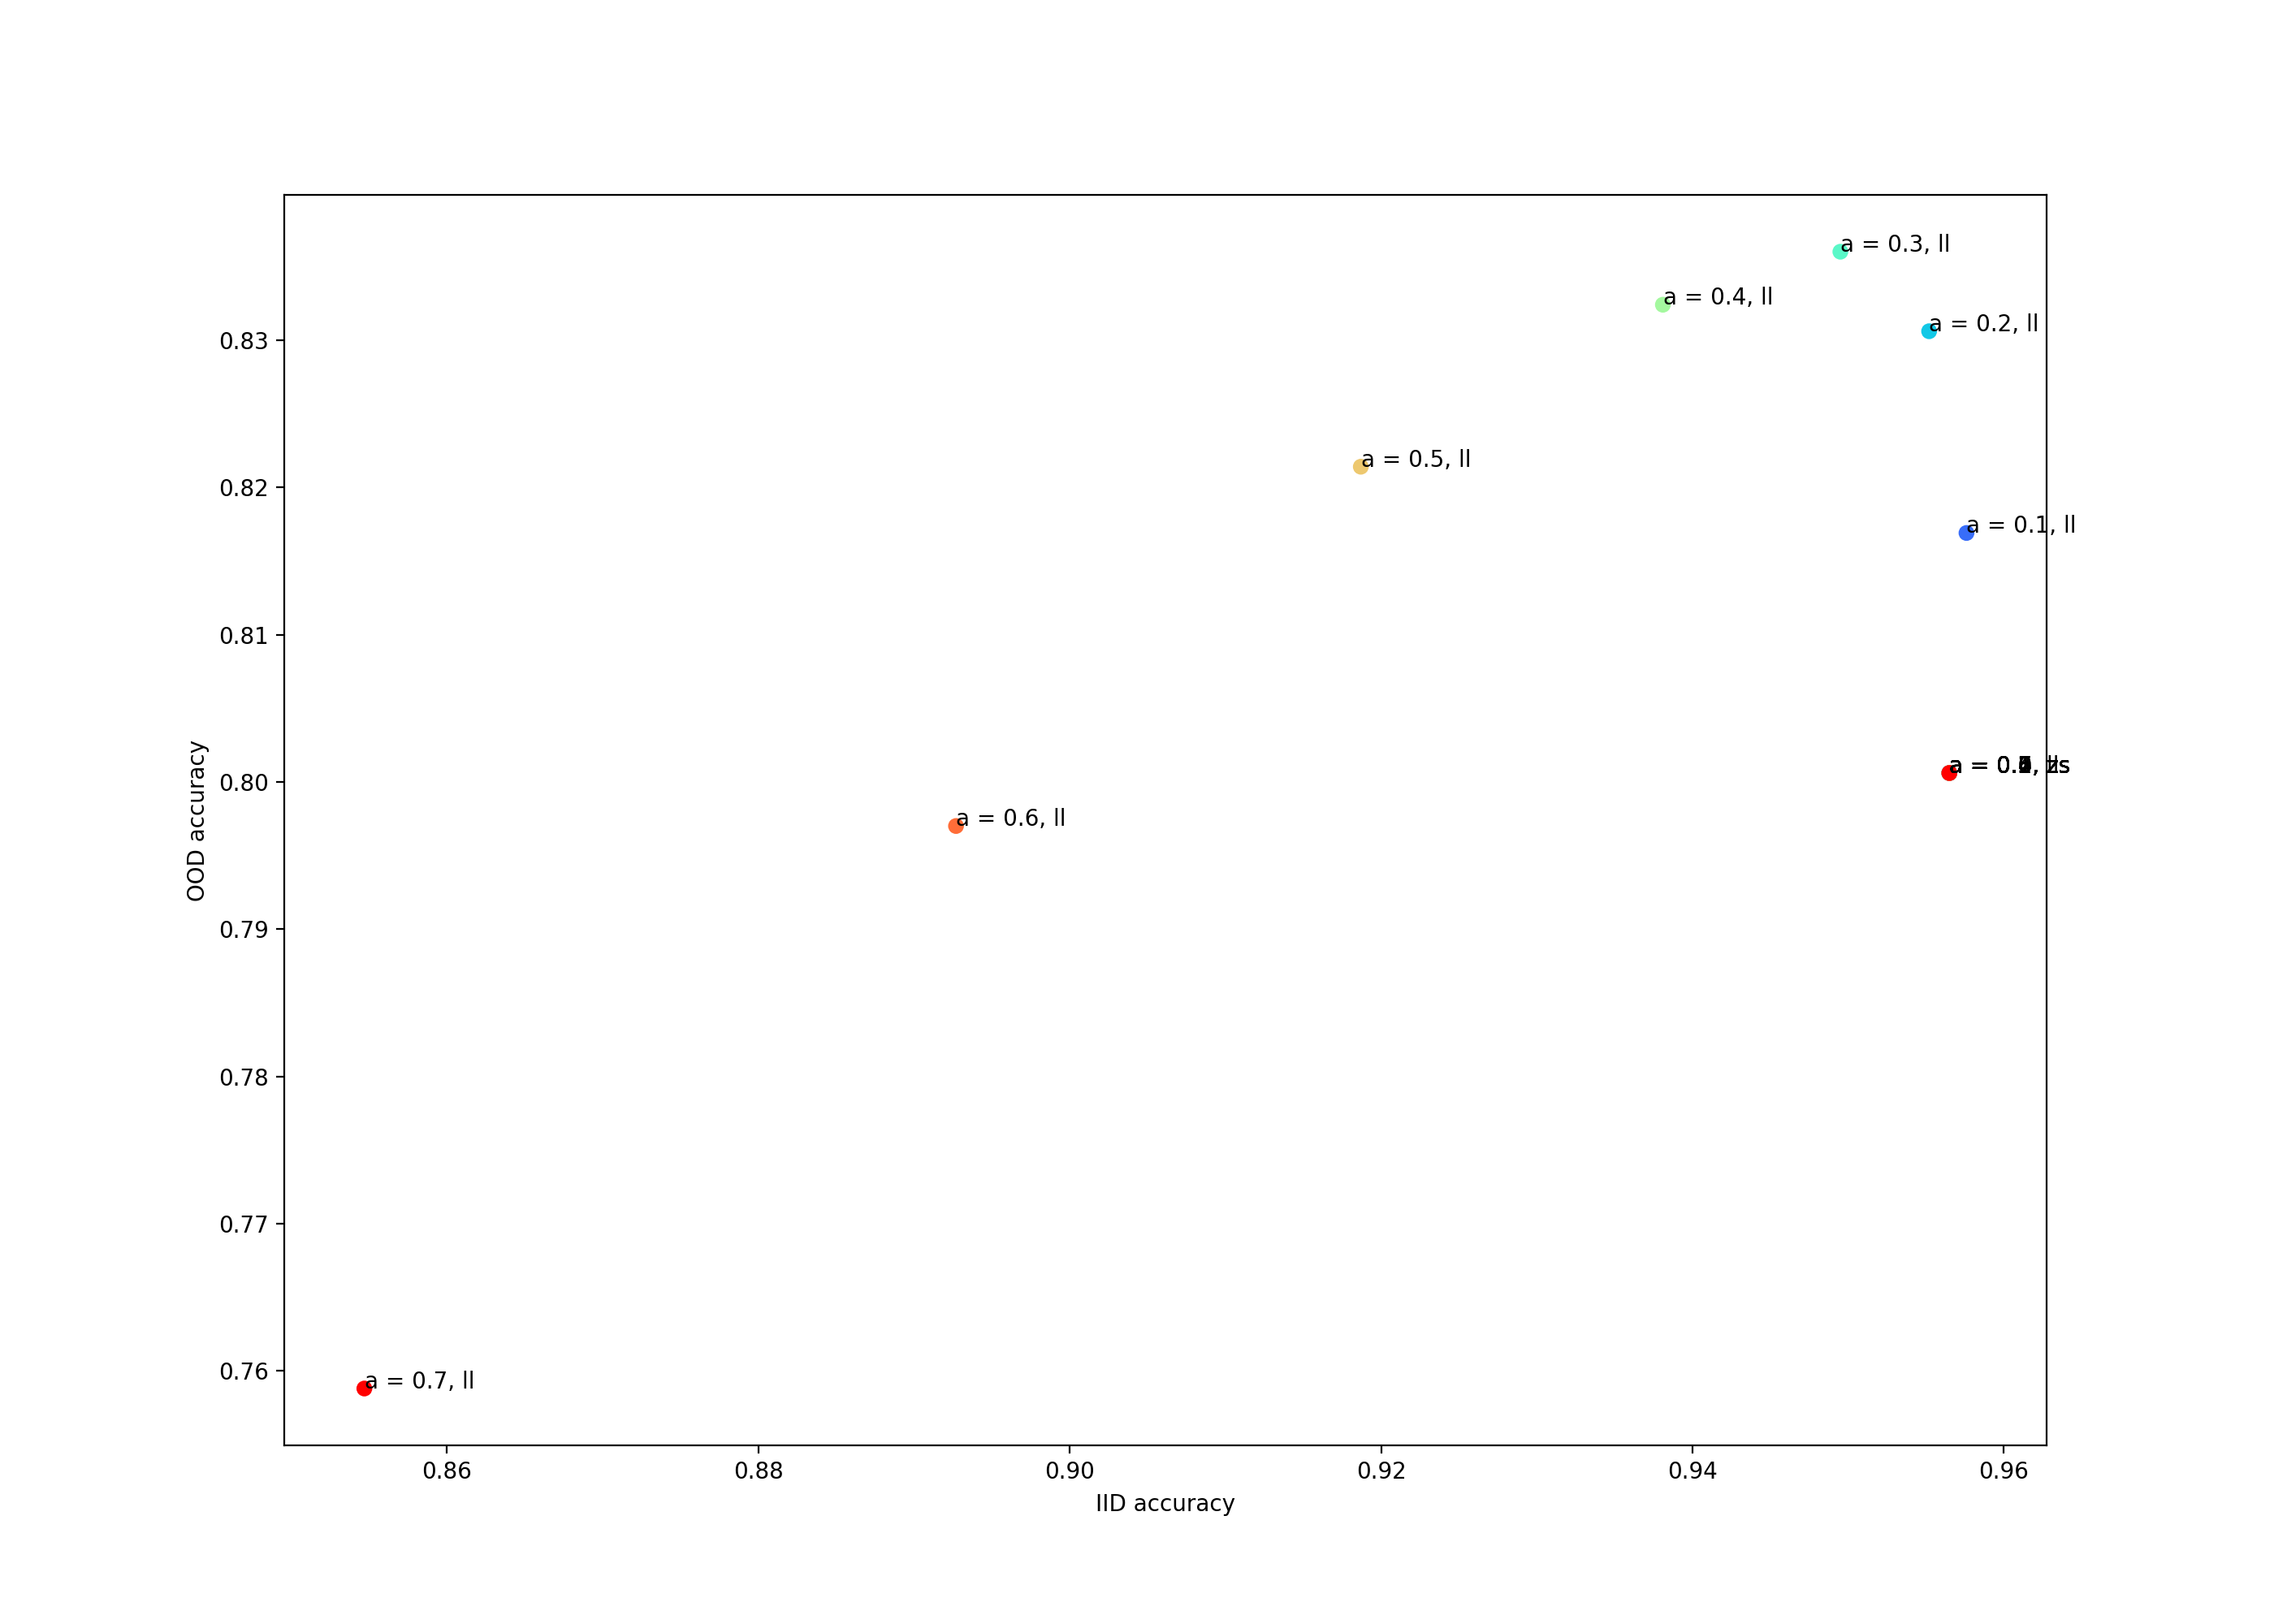 a = 0.3, ll
a = 0.4, ll
a = 0.2, ll
0.83
a = 0.5, ll
0.82
a = 0.1, ll
0.81
0.80
a = 0.6, ll
OOD accuracy
0.79
0.78
0.77
0.76
a = 0.7, ll
0.86 0.88 0.90 0.92 0.94 0.96
IID accuracy